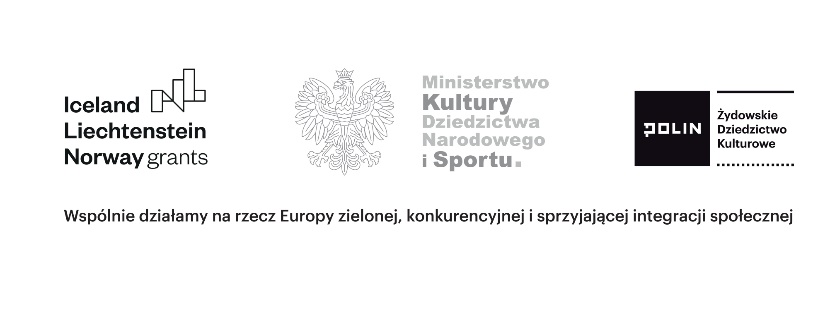 Iceland
Liechtenstein
Norway grants
Ministerstwo
Kultury
Dziedzictwa
Narodowego
i Sportu.
POLIN
Żydowskie
Dziedzictwo
Kulturowe
Wspólnie działamy na rzecz Europy zielonej, konkurencyjnej i sprzyjającej integracji społecznej